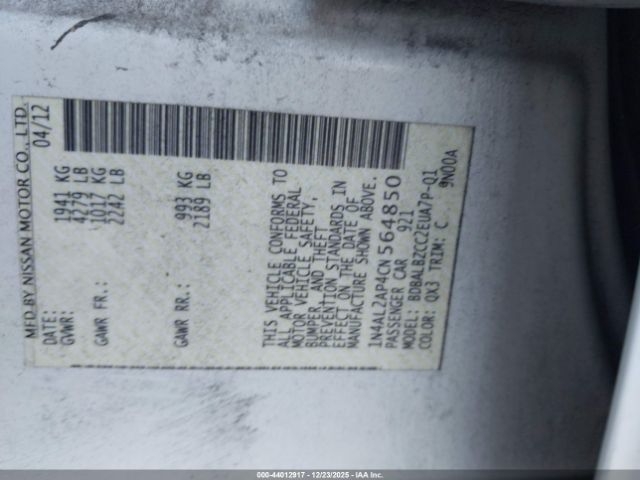 MFD BY NISSAN MOTOR CO., LTD.
DATE: 04/12
GVWR: 1941 KG
4279 LB
GAWR FR.: 1017 KG
2242 LB
GAWR RR.: 993 KG
2189 LB
THIS VEHICLE CONFORMS TO
ALL APPLICABLE FEDERAL
MOTOR VEHICLE SAFETY,
BUMPER, AND THEFT
PREVENTION STANDARDS IN
EFFECT ON THE DATE OF
MANUFACTURE SHOWN ABOVE.
1N4AL2AP4CN564850
PASSENGER CAR 921
MODEL: BDBALBZCC2EUA7P-Q1
COLOR: QX3 TRIM: C 9N00A
000-44012917 - 12/23/2025 - IAA Inc.